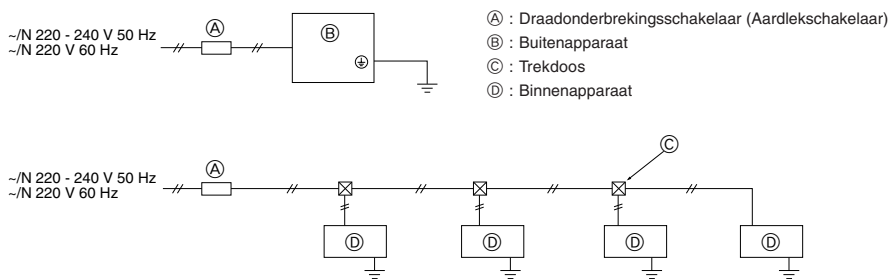 ~/N 220 - 240 V 50 Hz
~/N 220 V 60 Hz
Ⓐ
Ⓑ
Ⓐ : Draadonderbrekingsschakelaar (Aardlekschakelaar)
Ⓑ : Buitenapparaat
Ⓒ : Trekdoos
Ⓓ : Binnenapparaat
Ⓒ
~/N 220 - 240 V 50 Hz
~/N 220 V 60 Hz
Ⓐ
Ⓓ Ⓓ Ⓓ Ⓓ